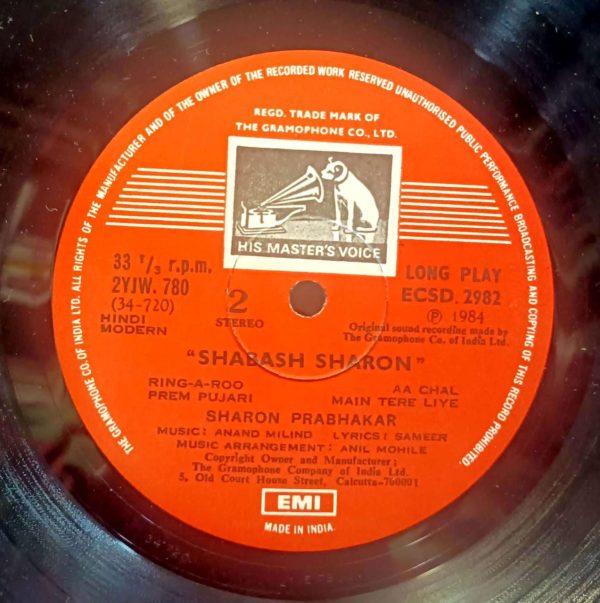 THE GRAMOPHONE CO. OF INDIA LTD. ALL RIGHTS OF THE MANUFACTURER AND OF THE OWNER OF THE RECORDED WORK RESERVED UNAUTHORISED PUBLIC PERFORMANCE BROADCASTING AND COPYING OF THIS RECORD PROHIBITED.
REGD. TRADE MARK OF
THE GRAMOPHONE CO., LTD.
HIS MASTER'S VOICE
33 1/3 r.p.m.
2YJW. 780
(34-720)
HINDI
MODERN
2
STEREO
LONG PLAY
ECSD. 2982
Ⓟ 1984
Original sound recording made by
The Gramophone Co. of India Ltd.
"SHABASH SHARON"
RING-A-ROO AA CHAL
PREM PUJARI MAIN TERE LIYE
SHARON PRABHAKAR
MUSIC: ANAND MILIND LYRICS: SAMEER
MUSIC ARRANGEMENT: ANIL MOHILE
Copyright Owner and Manufacturer:
The Gramophone Company of India Ltd.
5, Old Court House Street, Calcutta-700001
EMI
MADE IN INDIA.